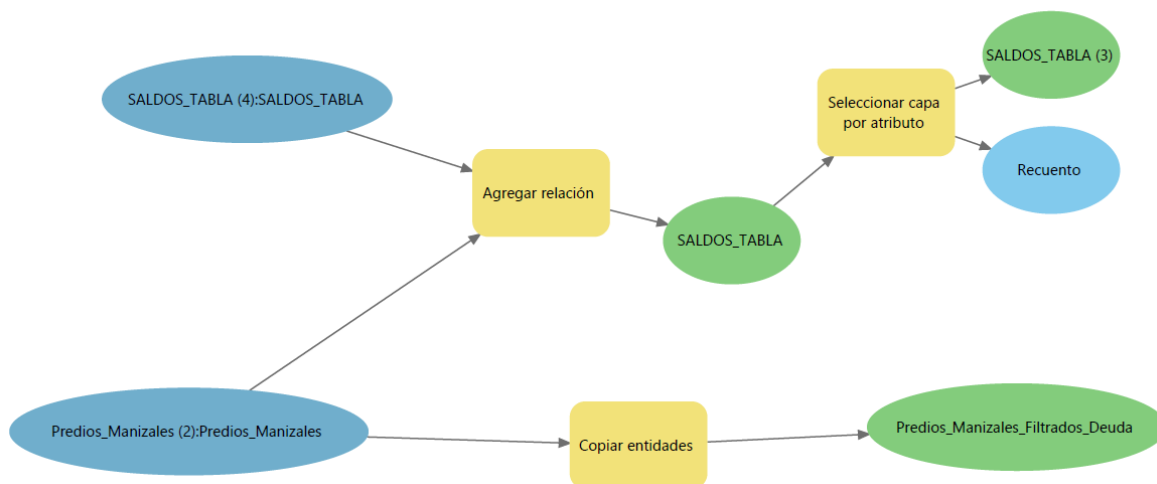 SALDOS_TABLA (4):SALDOS_TABLA
Agregar relación
SALDOS_TABLA
Seleccionar capa
por atributo
SALDOS_TABLA (3)
Recuento
Predios_Manizales (2):Predios_Manizales
Copiar entidades
Predios_Manizales_Filtrados_Deuda